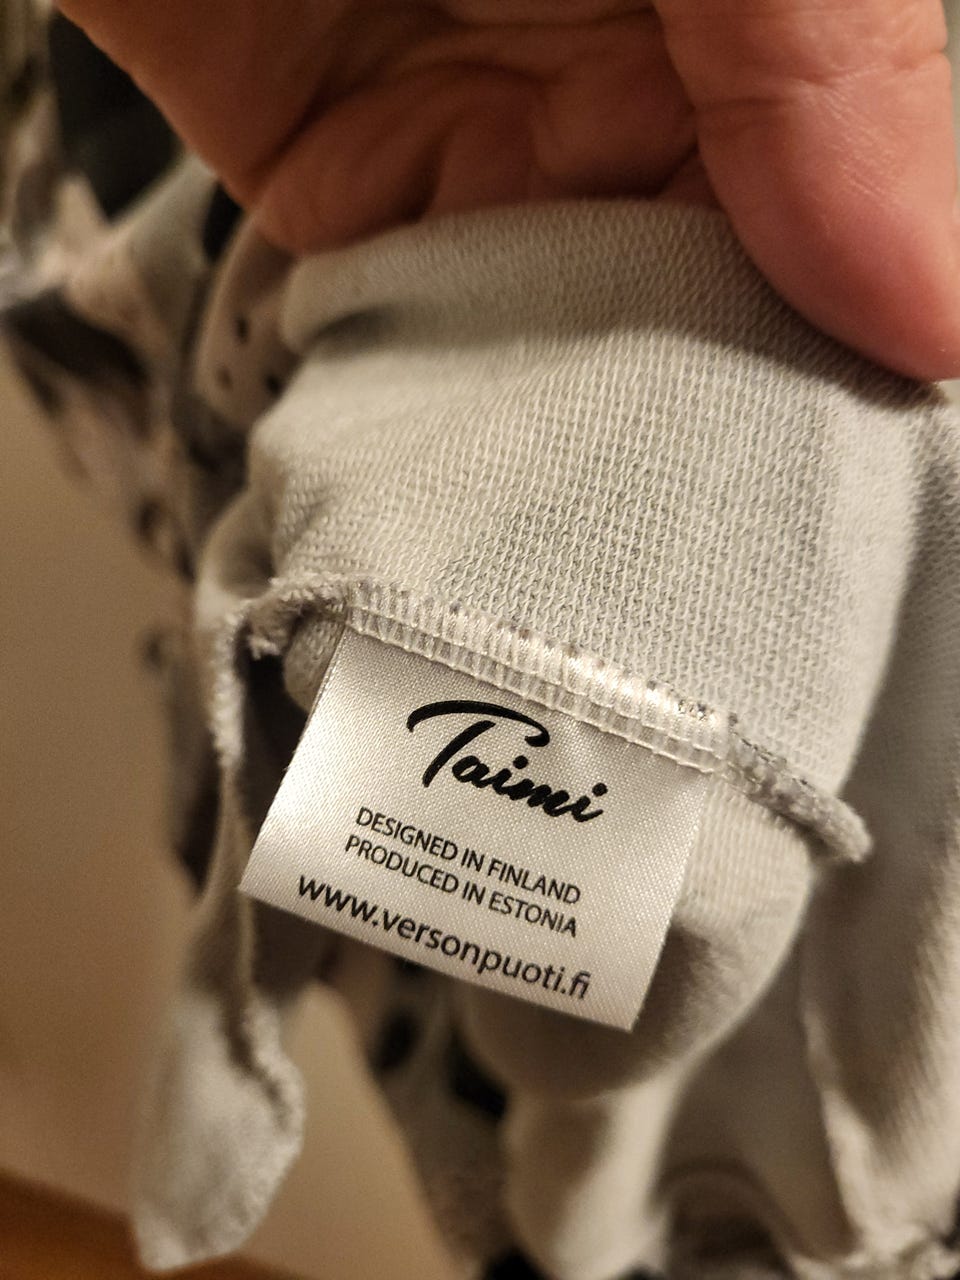 Taimi
DESIGNED IN FINLAND
PRODUCED IN ESTONIA
www.versonpuoti.fi